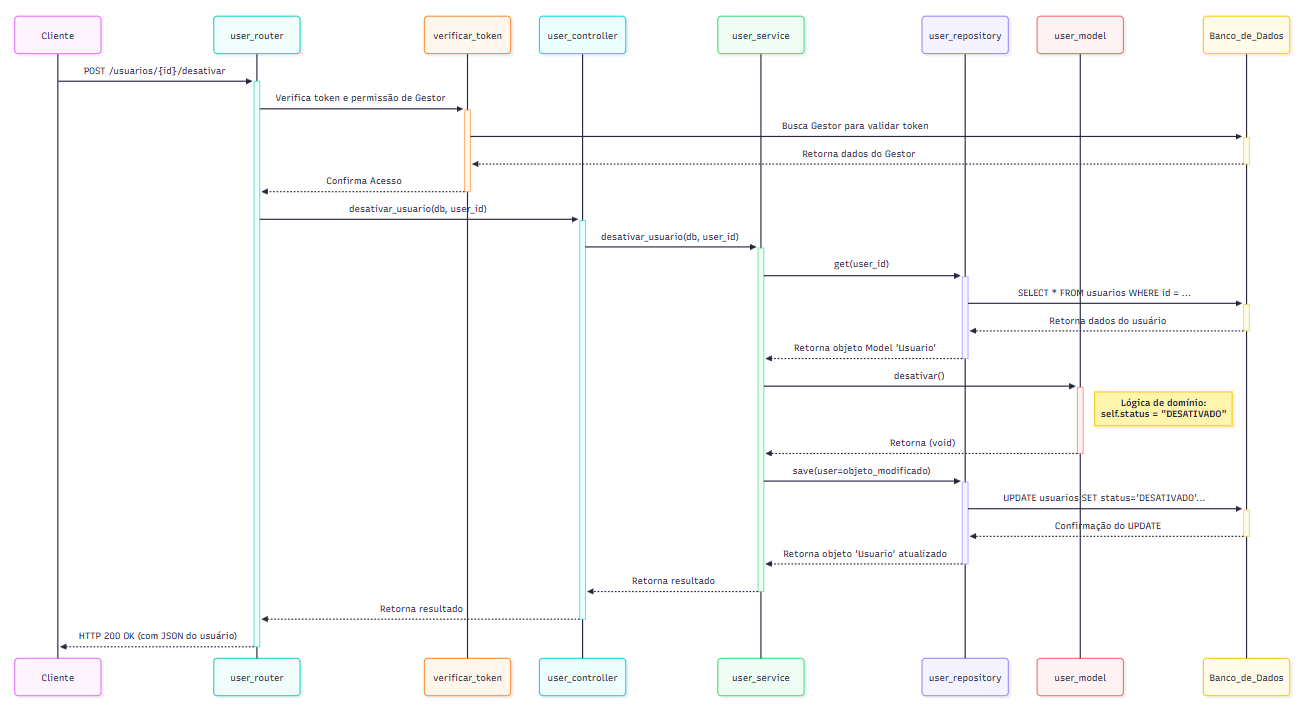 Cliente
user_router
verificar_token
user_controller
user_service
user_repository
user_model
Banco_de_Dados
POST /usuarios/{id}/desativar
Verifica token e permissão de Gestor
Busca Gestor para validar token
Retorna dados do Gestor
Confirma Acesso
desativar_usuario(db, user_id)
desativar_usuario(db, user_id)
get(user_id)
SELECT * FROM usuarios WHERE id = ...
Retorna dados do usuário
Retorna objeto Model 'Usuario'
desativar()
Lógica de domínio:
self.status = "DESATIVADO"
Retorna (void)
save(user=objeto_modificado)
UPDATE usuarios SET status='DESATIVADO'...
Confirmação do UPDATE
Retorna objeto 'Usuario' atualizado
Retorna resultado
Retorna resultado
HTTP 200 OK (com JSON do usuário)
Cliente
user_router
verificar_token
user_controller
user_service
user_repository
user_model
Banco_de_Dados